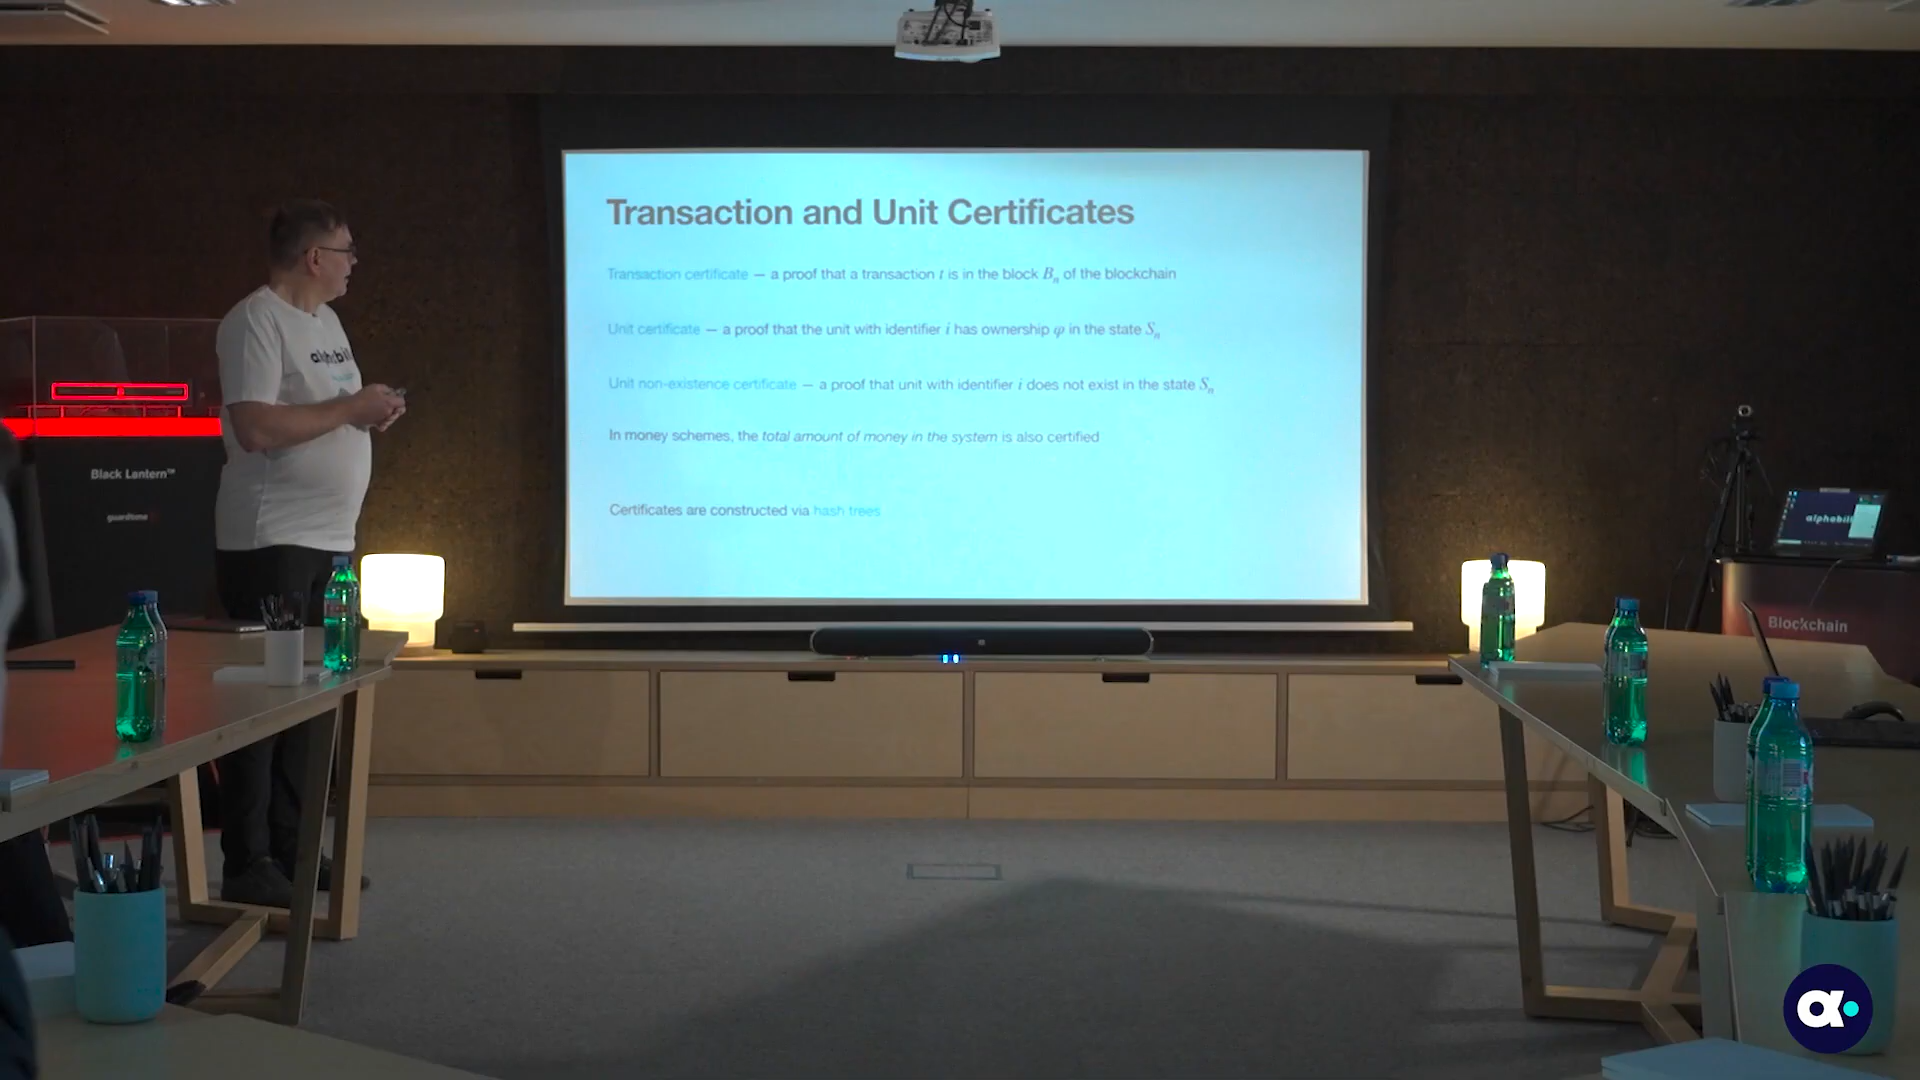 Transaction and Unit Certificates
Transaction certificate — a proof that a transaction t is in the block Bn of the blockchain
Unit certificate — a proof that the unit with identifier i has ownership φ in the state Sn
Unit non-existence certificate — a proof that unit with identifier i does not exist in the state Sn
In money schemes, the total amount of money in the system is also certified
Certificates are constructed via hash trees
Black Lantern™
guardtime
alphabill
Blockchain